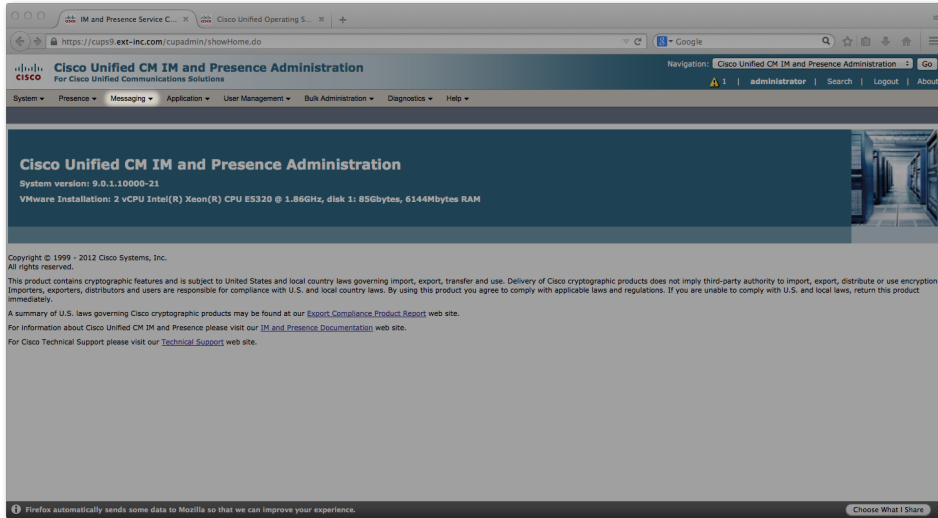 IM and Presence Service C... ×
Cisco Unified Operating S... ×
+
https://cups9.ext-inc.com/cupadmin/showHome.do
Google
CISCO
Cisco Unified CM IM and Presence Administration
For Cisco Unified Communications Solutions
Navigation: Cisco Unified CM IM and Presence Administration Go
1 | administrator | Search | Logout | About
System Presence Messaging Application User Management Bulk Administration Diagnostics Help
Cisco Unified CM IM and Presence Administration
System version: 9.0.1.10000-21
VMware Installation: 2 vCPU Intel(R) Xeon(R) CPU E5320 @ 1.86GHz, disk 1: 85Gbytes, 6144Mbytes RAM
Copyright © 1999 - 2012 Cisco Systems, Inc.
All rights reserved.
This product contains cryptographic features and is subject to United States and local country laws governing import, export, transfer and use. Delivery of Cisco cryptographic products does not imply third-party authority to import, export, distribute or use encryption
Importers, exporters, distributors and users are responsible for compliance with U.S. and local country laws. By using this product you agree to comply with applicable laws and regulations. If you are unable to comply with U.S. and local laws, return this product
immediately.
A summary of U.S. laws governing Cisco cryptographic products may be found at our Export Compliance Product Report web site.
For information about Cisco Unified CM IM and Presence please visit our IM and Presence Documentation web site.
For Cisco Technical Support please visit our Technical Support web site.
Firefox automatically sends some data to Mozilla so that we can improve your experience.
Choose What I Share